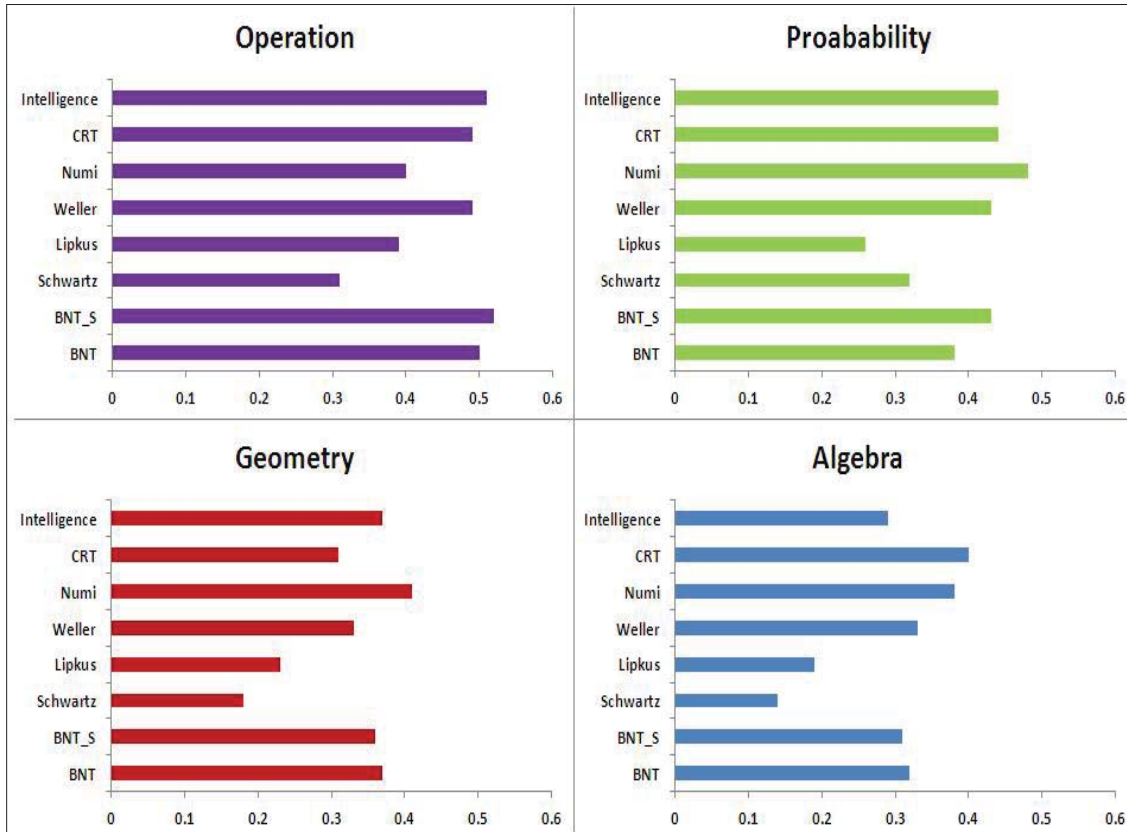 Operation
Intelligence
CRT
Numi
Weller
Lipkus
Schwartz
BNT_S
BNT
0 0.1 0.2 0.3 0.4 0.5 0.6
Proabability
Intelligence
CRT
Numi
Weller
Lipkus
Schwartz
BNT_S
BNT
0 0.1 0.2 0.3 0.4 0.5 0.6
Geometry
Intelligence
CRT
Numi
Weller
Lipkus
Schwartz
BNT_S
BNT
0 0.1 0.2 0.3 0.4 0.5 0.6
Algebra
Intelligence
CRT
Numi
Weller
Lipkus
Schwartz
BNT_S
BNT
0 0.1 0.2 0.3 0.4 0.5 0.6